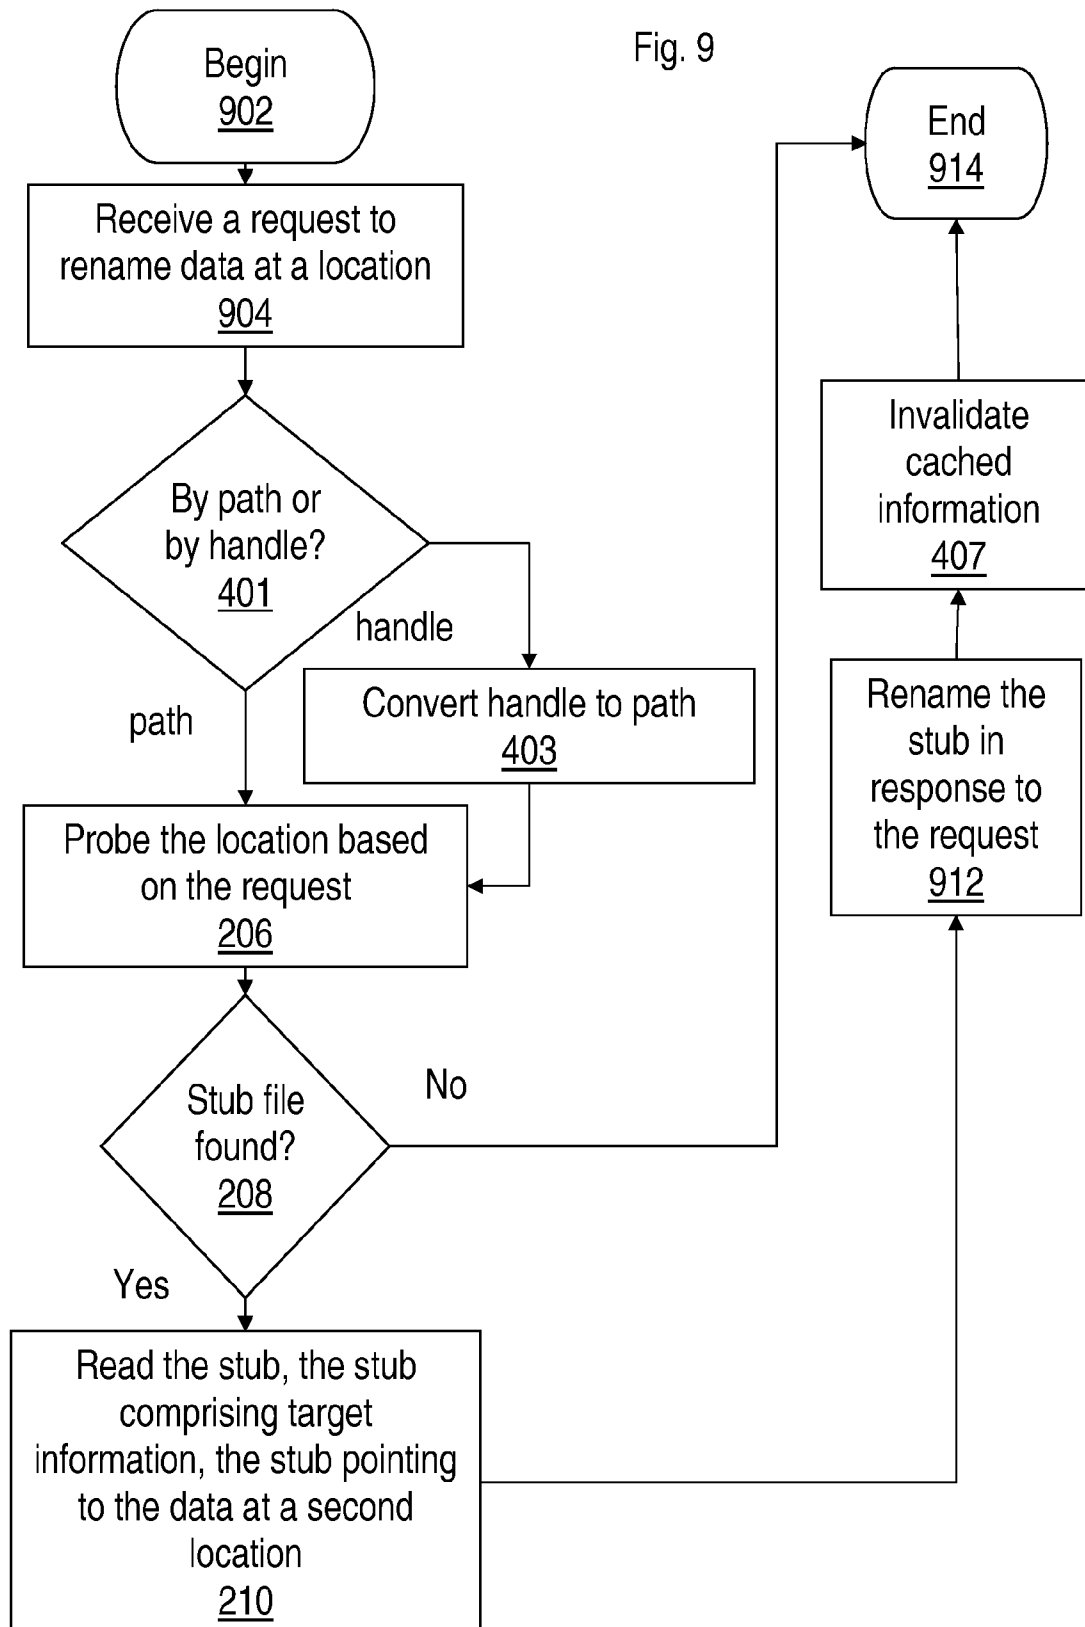 Fig. 9
Begin
902
Receive a request to
rename data at a location
904
By path or
by handle?
401
handle
path
Convert handle to path
403
Probe the location based
on the request
206
Stub file
found?
208
No
Yes
Read the stub, the stub
comprising target
information, the stub pointing
to the data at a second
location
210
Rename the
stub in
response to
the request
912
Invalidate
cached
information
407
End
914